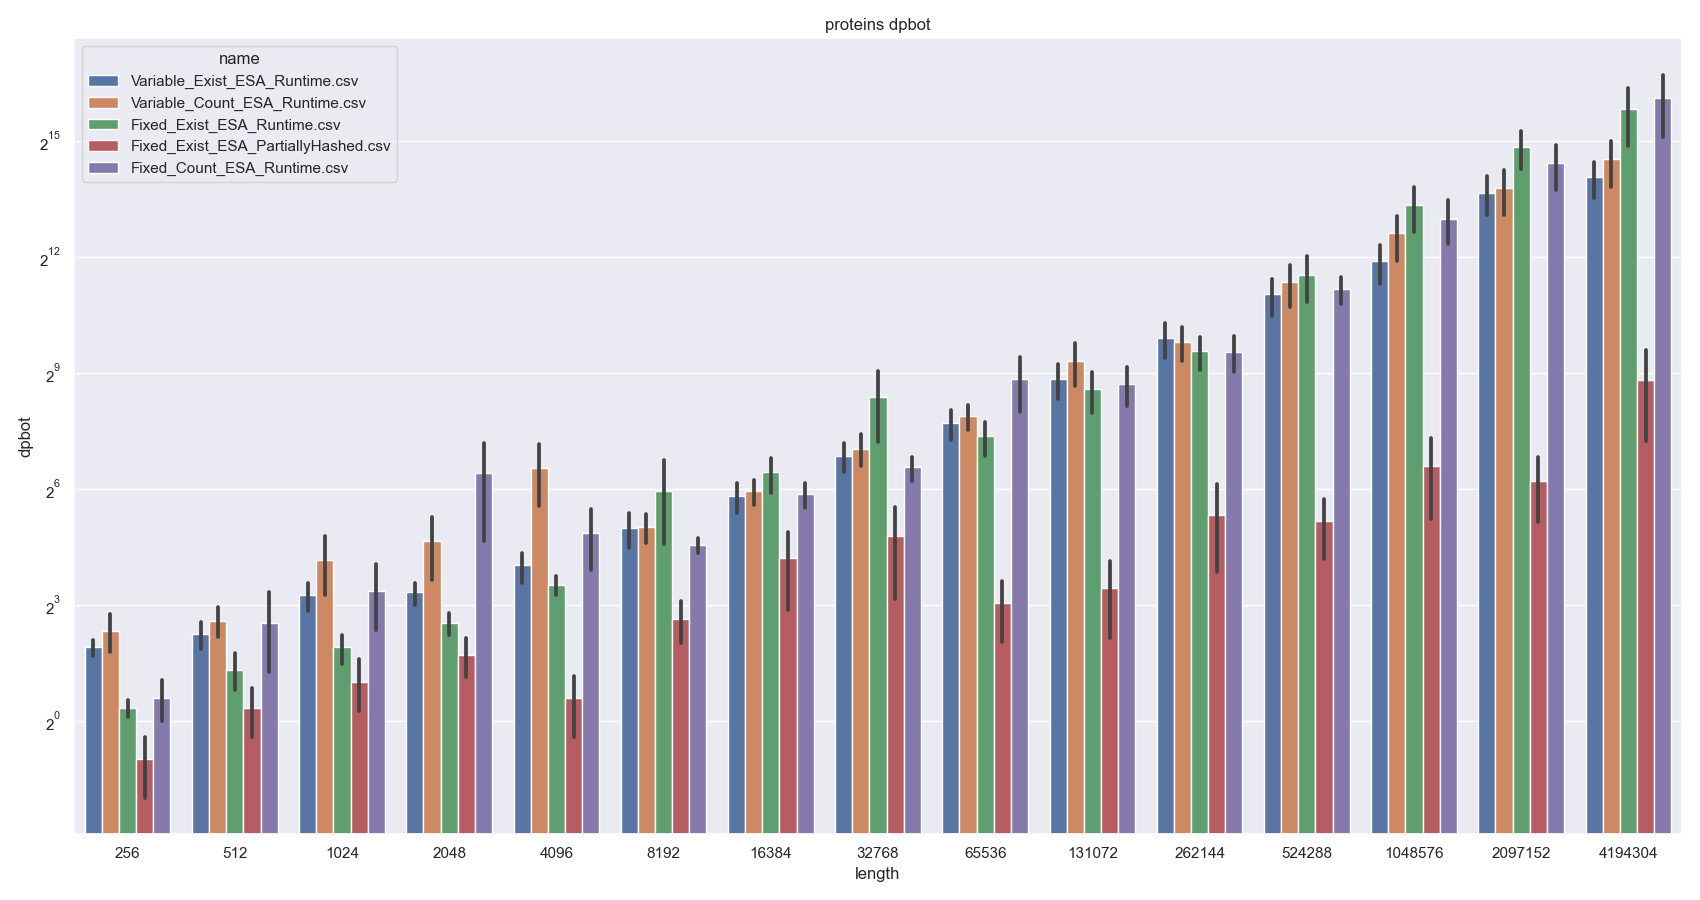 proteins dpbot
name
Variable_Exist_ESA_Runtime.csv
Variable_Count_ESA_Runtime.csv
Fixed_Exist_ESA_Runtime.csv
Fixed_Exist_ESA_PartiallyHashed.csv
Fixed_Count_ESA_Runtime.csv
2^15
2^12
2^9
2^6
2^3
2^0
dpbot
256 512 1024 2048 4096 8192 16384 32768 65536 131072 262144 524288 1048576 2097152 4194304
length